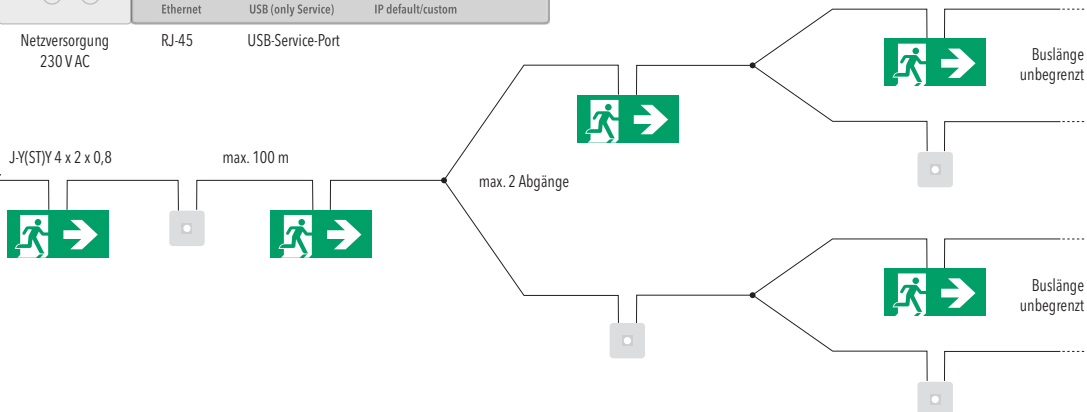 Ethernet USB (only Service) IP default/custom
Netzversorgung
230 V AC
RJ-45
USB-Service-Port
Buslänge
unbegrenzt
J-Y(ST)Y 4 x 2 x 0,8
max. 100 m
max. 2 Abgänge
Buslänge
unbegrenzt